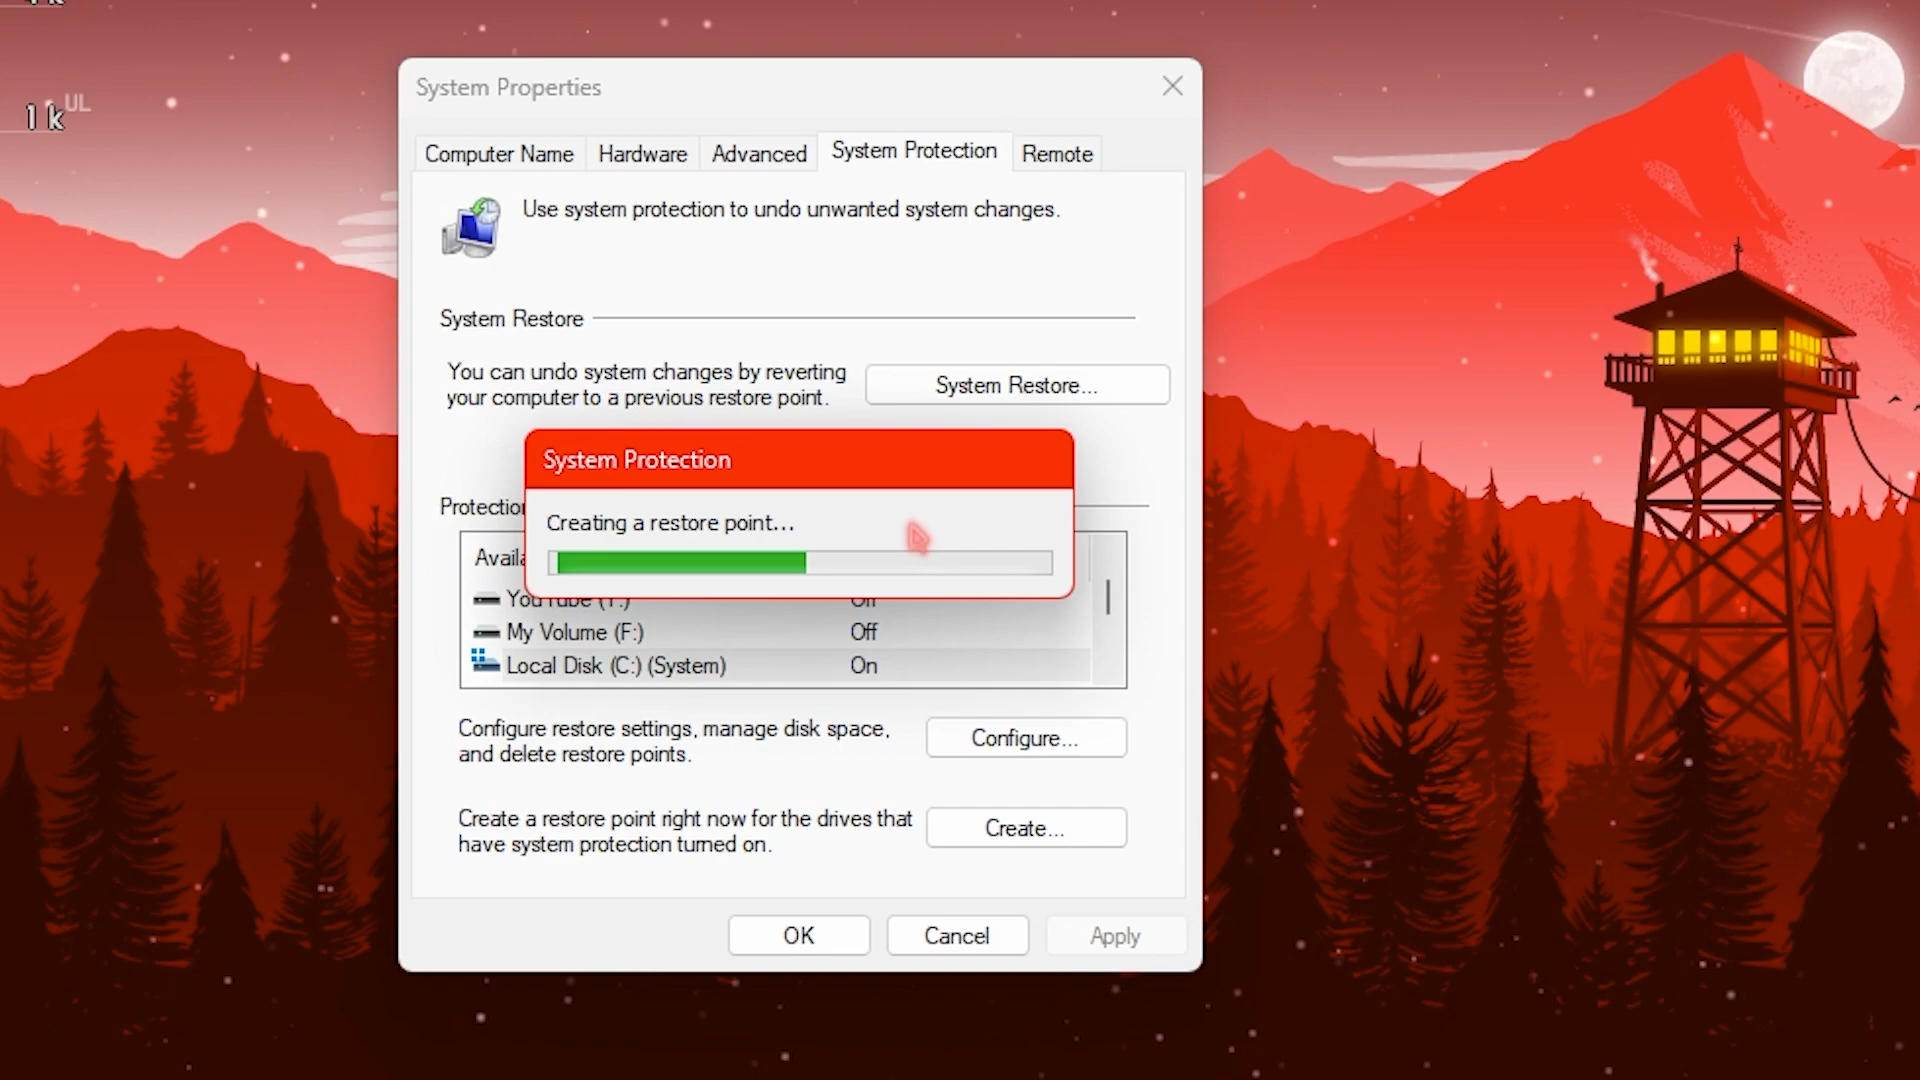 1 k
UL
System Properties
Computer Name
Hardware
Advanced
System Protection
Remote
Use system protection to undo unwanted system changes.
System Restore
You can undo system changes by reverting
your computer to a previous restore point.
System Restore...
System Protection
Creating a restore point...
My Volume (F:) Off
Local Disk (C:) (System) On
Configure restore settings, manage disk space,
and delete restore points.
Configure...
Create a restore point right now for the drives that
have system protection turned on.
Create...
OK
Cancel
Apply